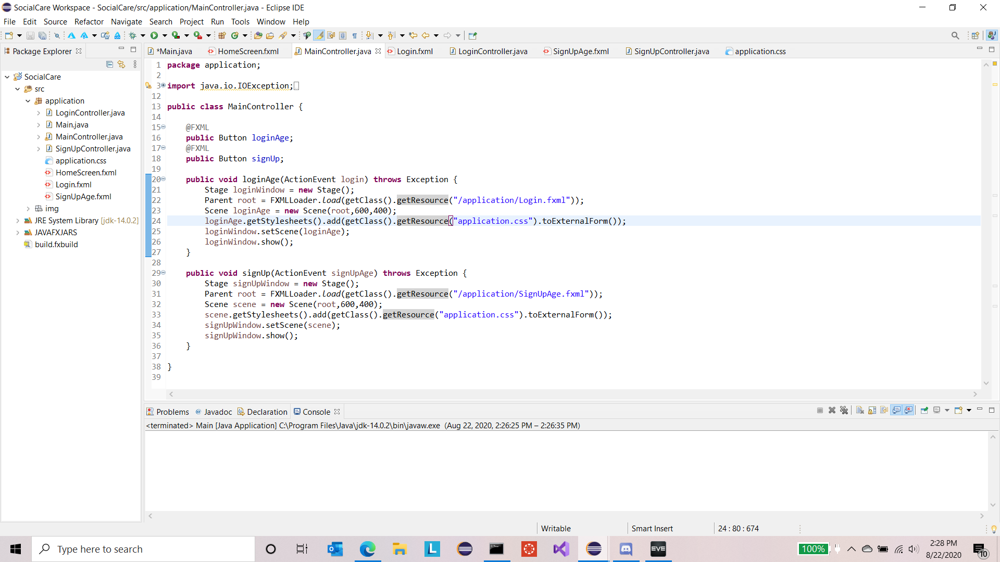 SocialCare Workspace - SocialCare/src/application/MainController.java - Eclipse IDE
File Edit Source Refactor Navigate Search Project Run Tools Window Help
Package Explorer
*Main.java HomeScreen.fxml MainController.java Login.fxml LoginController.java SignUpAge.fxml SignUpController.java application.css
SocialCare
src
application
LoginController.java
Main.java
MainController.java
SignUpController.java
application.css
HomeScreen.fxml
Login.fxml
SignUpAge.fxml
img
JRE System Library [jdk-14.0.2]
JAVAFXJARS
build.fxbuild
1 package application;
2
3 import java.io.IOException;
12
13 public class MainController {
14
15 @FXML
16 public Button loginAge;
17 @FXML
18 public Button signUp;
19
20 public void loginAge(ActionEvent login) throws Exception {
21 Stage loginWindow = new Stage();
22 Parent root = FXMLLoader.load(getClass().getResource("/application/Login.fxml"));
23 Scene loginAge = new Scene(root,600,400);
24 loginAge.getStylesheets().add(getClass().getResource("application.css").toExternalForm());
25 loginWindow.setScene(loginAge);
26 loginWindow.show();
27 }
28
29 public void signUp(ActionEvent signUpAge) throws Exception {
30 Stage signUpWindow = new Stage();
31 Parent root = FXMLLoader.load(getClass().getResource("/application/SignUpAge.fxml"));
32 Scene scene = new Scene(root,600,400);
33 scene.getStylesheets().add(getClass().getResource("application.css").toExternalForm());
34 signUpWindow.setScene(scene);
35 signUpWindow.show();
36 }
37
38 }
39
Problems @ Javadoc Declaration Console
<terminated> Main [Java Application] C:\Program Files\Java\jdk-14.0.2\bin\javaw.exe (Aug 22, 2020, 2:26:25 PM – 2:26:35 PM)
Writable Smart Insert 24 : 80 : 674
Type here to search
L
EVE
100%
2:28 PM
8/22/2020
10